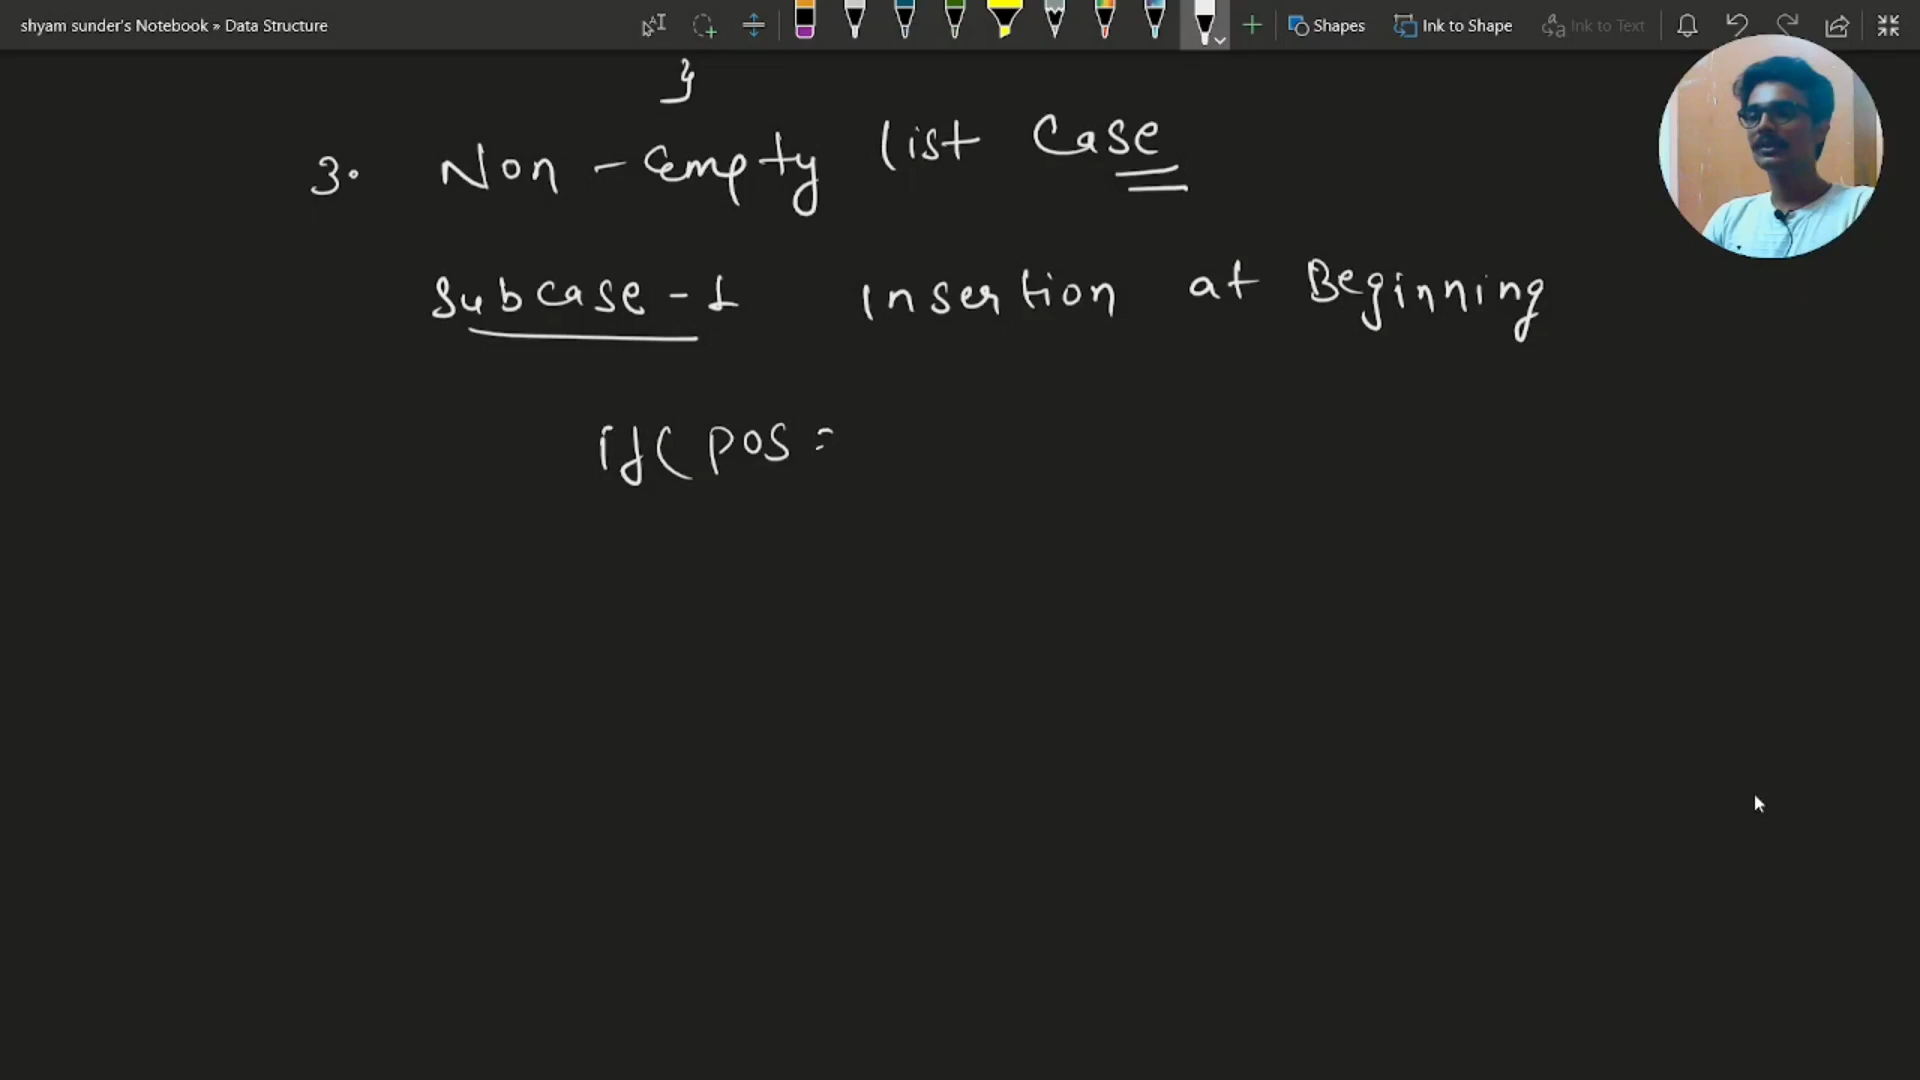 shyam sunder's Notebook » Data Structure
Shapes
Ink to Shape
Ink to Text
}
3. Non - Empty list Case
Subcase - 1 Insertion at Beginning
if( pos =